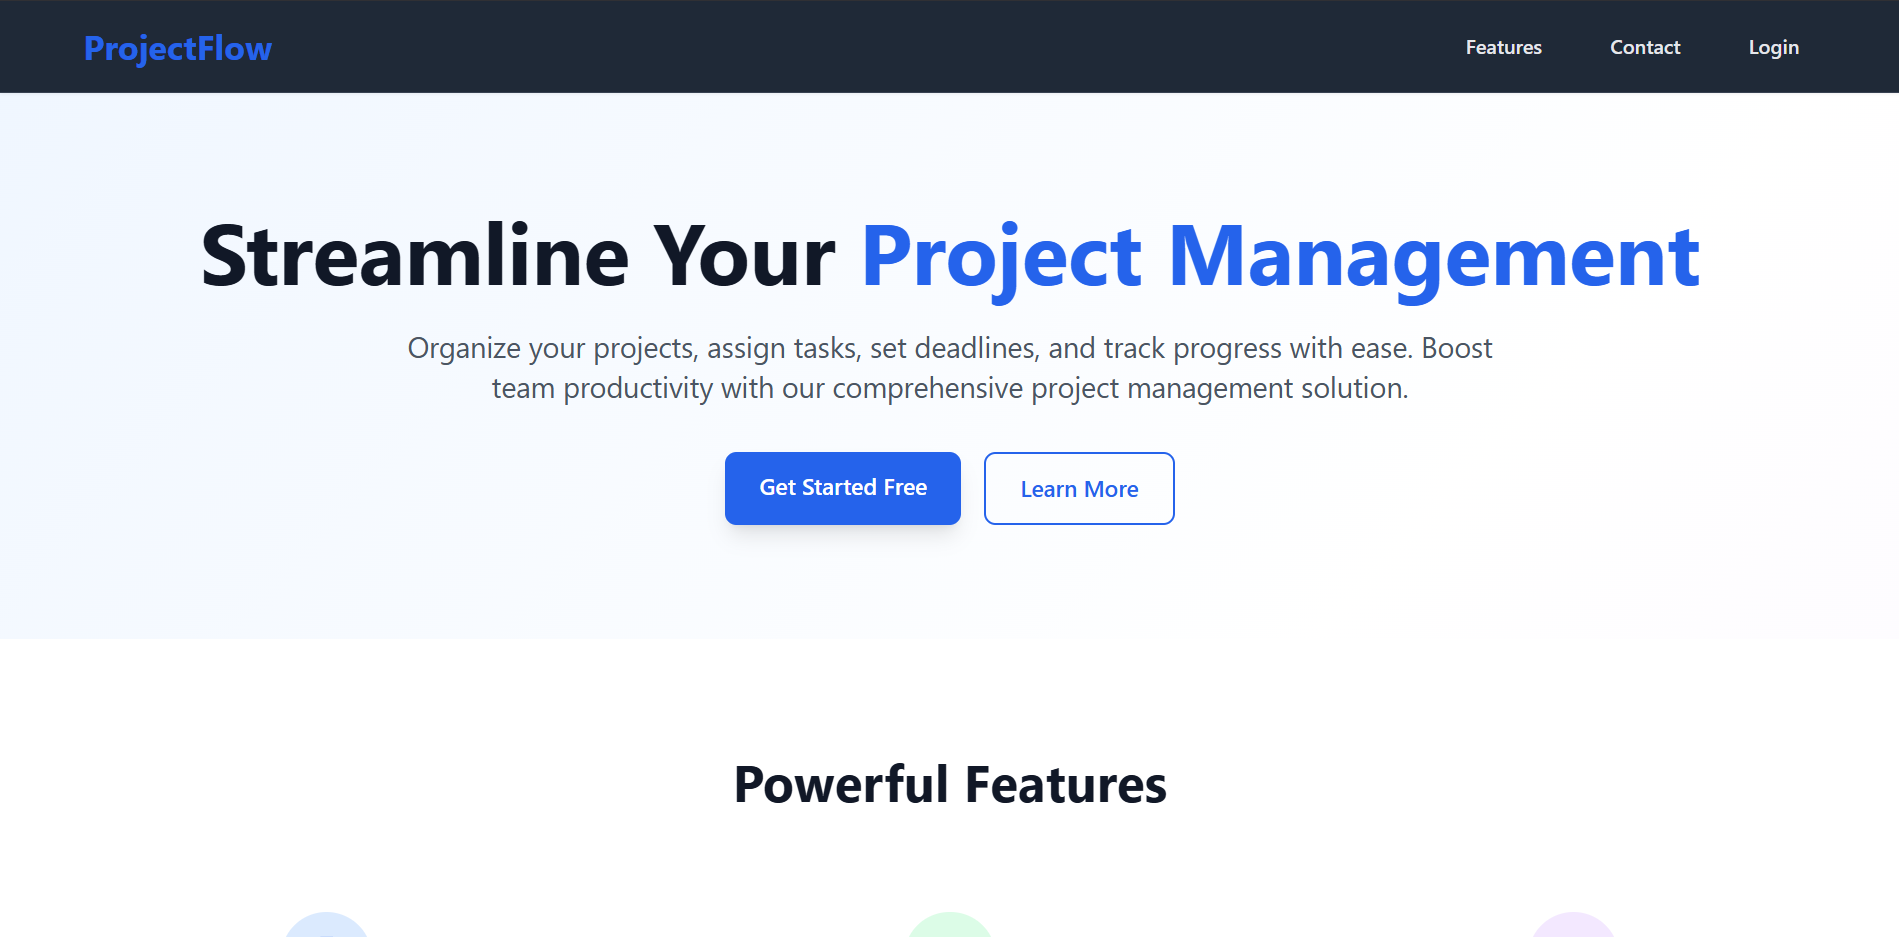 ProjectFlow
Features
Contact
Login
Streamline Your Project Management
Organize your projects, assign tasks, set deadlines, and track progress with ease. Boost
team productivity with our comprehensive project management solution.
Get Started Free
Learn More
Powerful Features